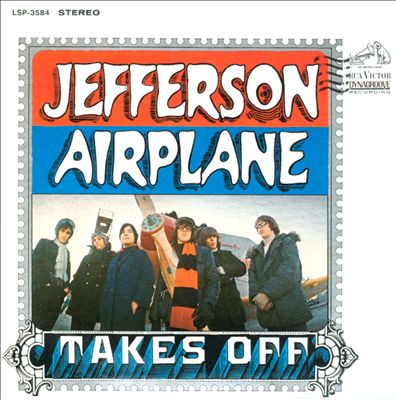 LSP-3584 STEREO
JEFFERSON
AIRPLANE
TAKES OFF
RCA VICTOR
DYNAGROOVE
RECORDING